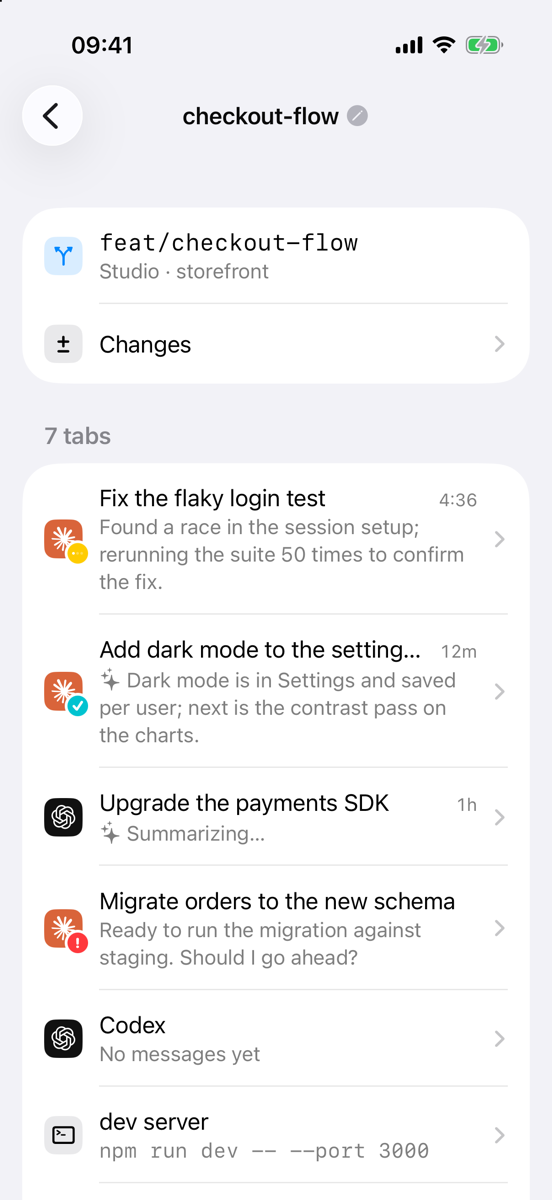 09:41
checkout-flow
feat/checkout-flow
Studio · storefront
Changes
7 tabs
Fix the flaky login test
4:36
Found a race in the session setup;
rerunning the suite 50 times to confirm
the fix.
Add dark mode to the setting...
12m
Dark mode is in Settings and saved
per user; next is the contrast pass on
the charts.
Upgrade the payments SDK
1h
Summarizing...
Migrate orders to the new schema
Ready to run the migration against
staging. Should I go ahead?
Codex
No messages yet
dev server
npm run dev -- --port 3000